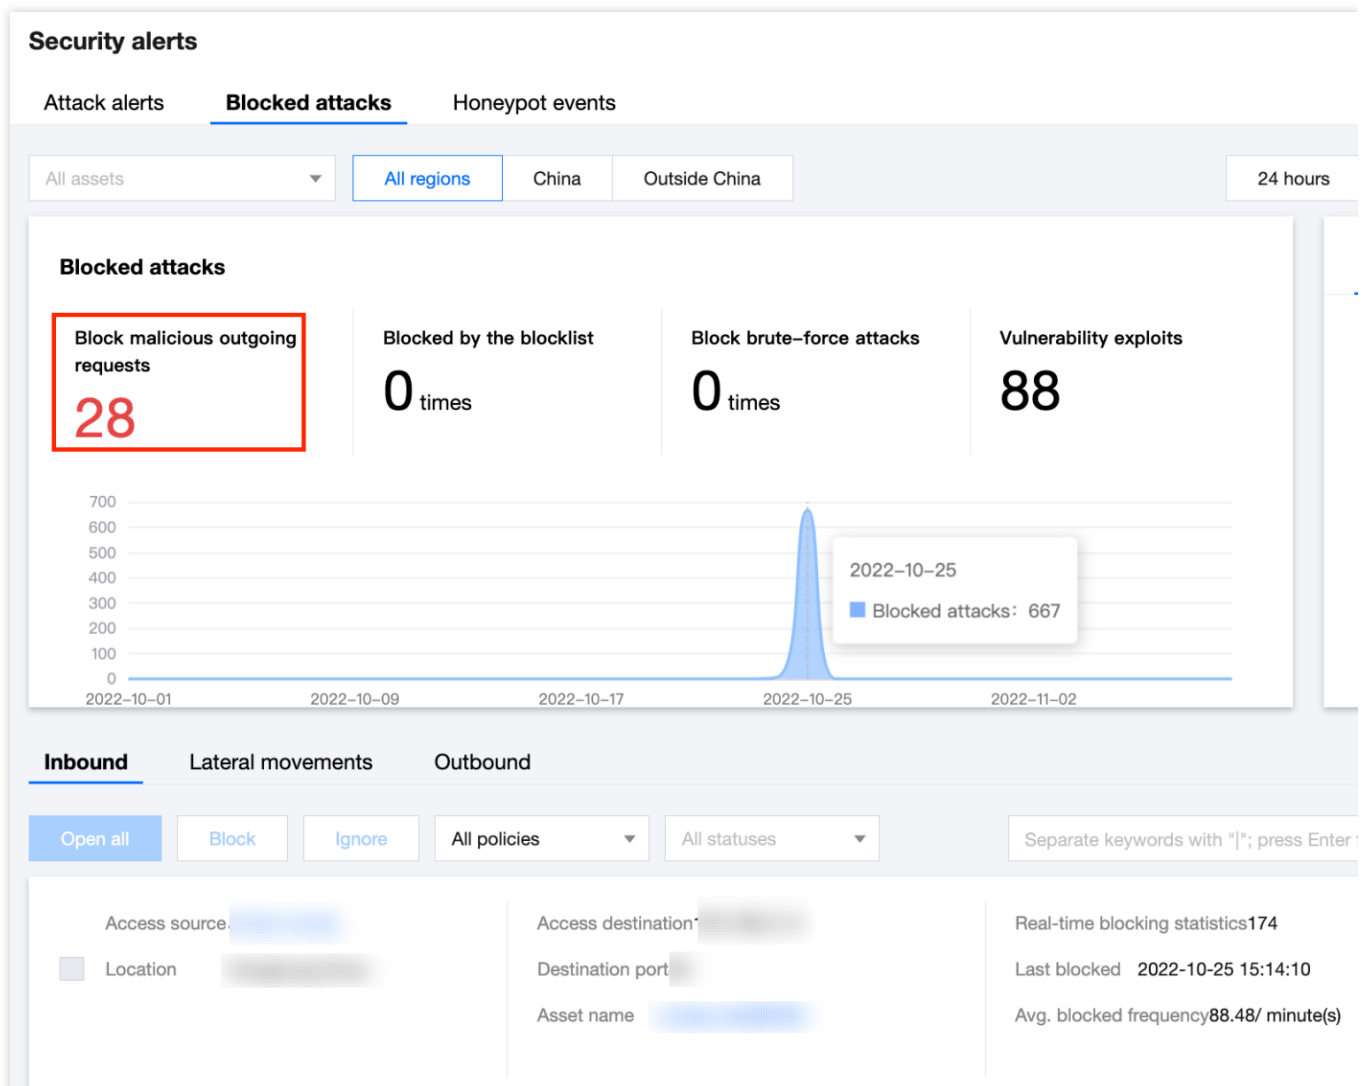 Security alerts
Attack alerts
Blocked attacks
Honeypot events
All assets
All regions
China
Outside China
24 hours
Blocked attacks
Block malicious outgoing
requests
28
Blocked by the blocklist
0 times
Block brute-force attacks
0 times
Vulnerability exploits
88
700
600
500
400
300
200
100
0
2022-10-25
Blocked attacks: 667
2022-10-01
2022-10-09
2022-10-17
2022-10-25
2022-11-02
Inbound
Lateral movements
Outbound
Open all
Block
Ignore
All policies
All statuses
Separate keywords with "|"; press Enter
Access source
Location
Access destination
Destination port
Asset name
Real-time blocking statistics174
Last blocked 2022-10-25 15:14:10
Avg. blocked frequency88.48/ minute(s)